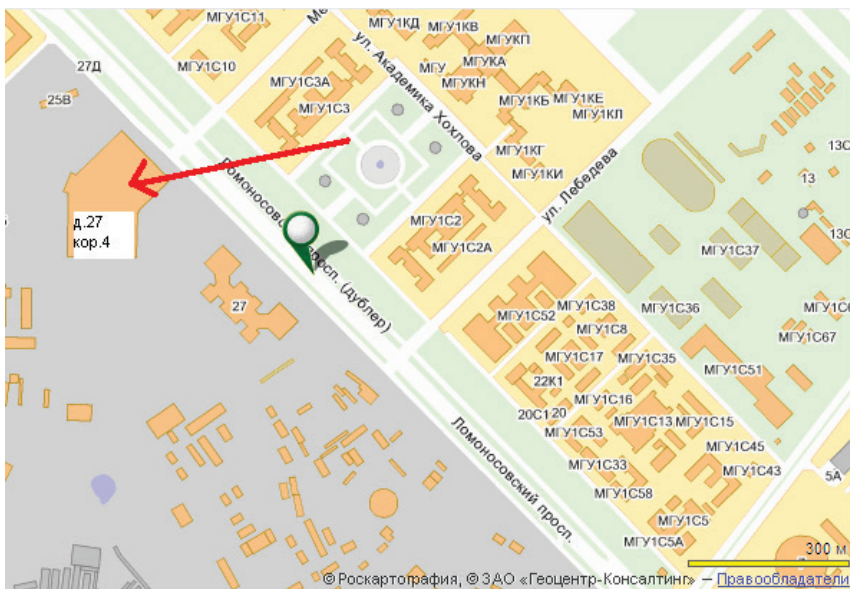 МГУ1С11
МГУ1КД
МГУ1КВ
МГУКП
27Д
МГУ1С10
МГУ
МГУКА
МГУКН
ул. Академика Хохлова
25В
МГУ1С3А
МГУ1С3
МГУ1КБ
МГУ1КЕ
МГУ1КЛ
МГУ1КГ
МГУ1КИ
ул. Лебедева
13
д.27
кор.4
МГУ1С2
МГУ1С2А
МГУ1С37
27
просп. (дублер)
МГУ1С52
МГУ1С38
МГУ1С8
МГУ1С36
МГУ1С67
МГУ1С17
МГУ1С35
МГУ1С51
22К1
МГУ1С16
20С1
20
МГУ1С13
МГУ1С15
МГУ1С53
Ломоносовский просп.
МГУ1С45
МГУ1С33
МГУ1С43
5А
МГУ1С58
МГУ1С5
МГУ1С5А
300 м
© Роскартография, © ЗАО «Геоцентр-Консалтинг» — Правообладатели